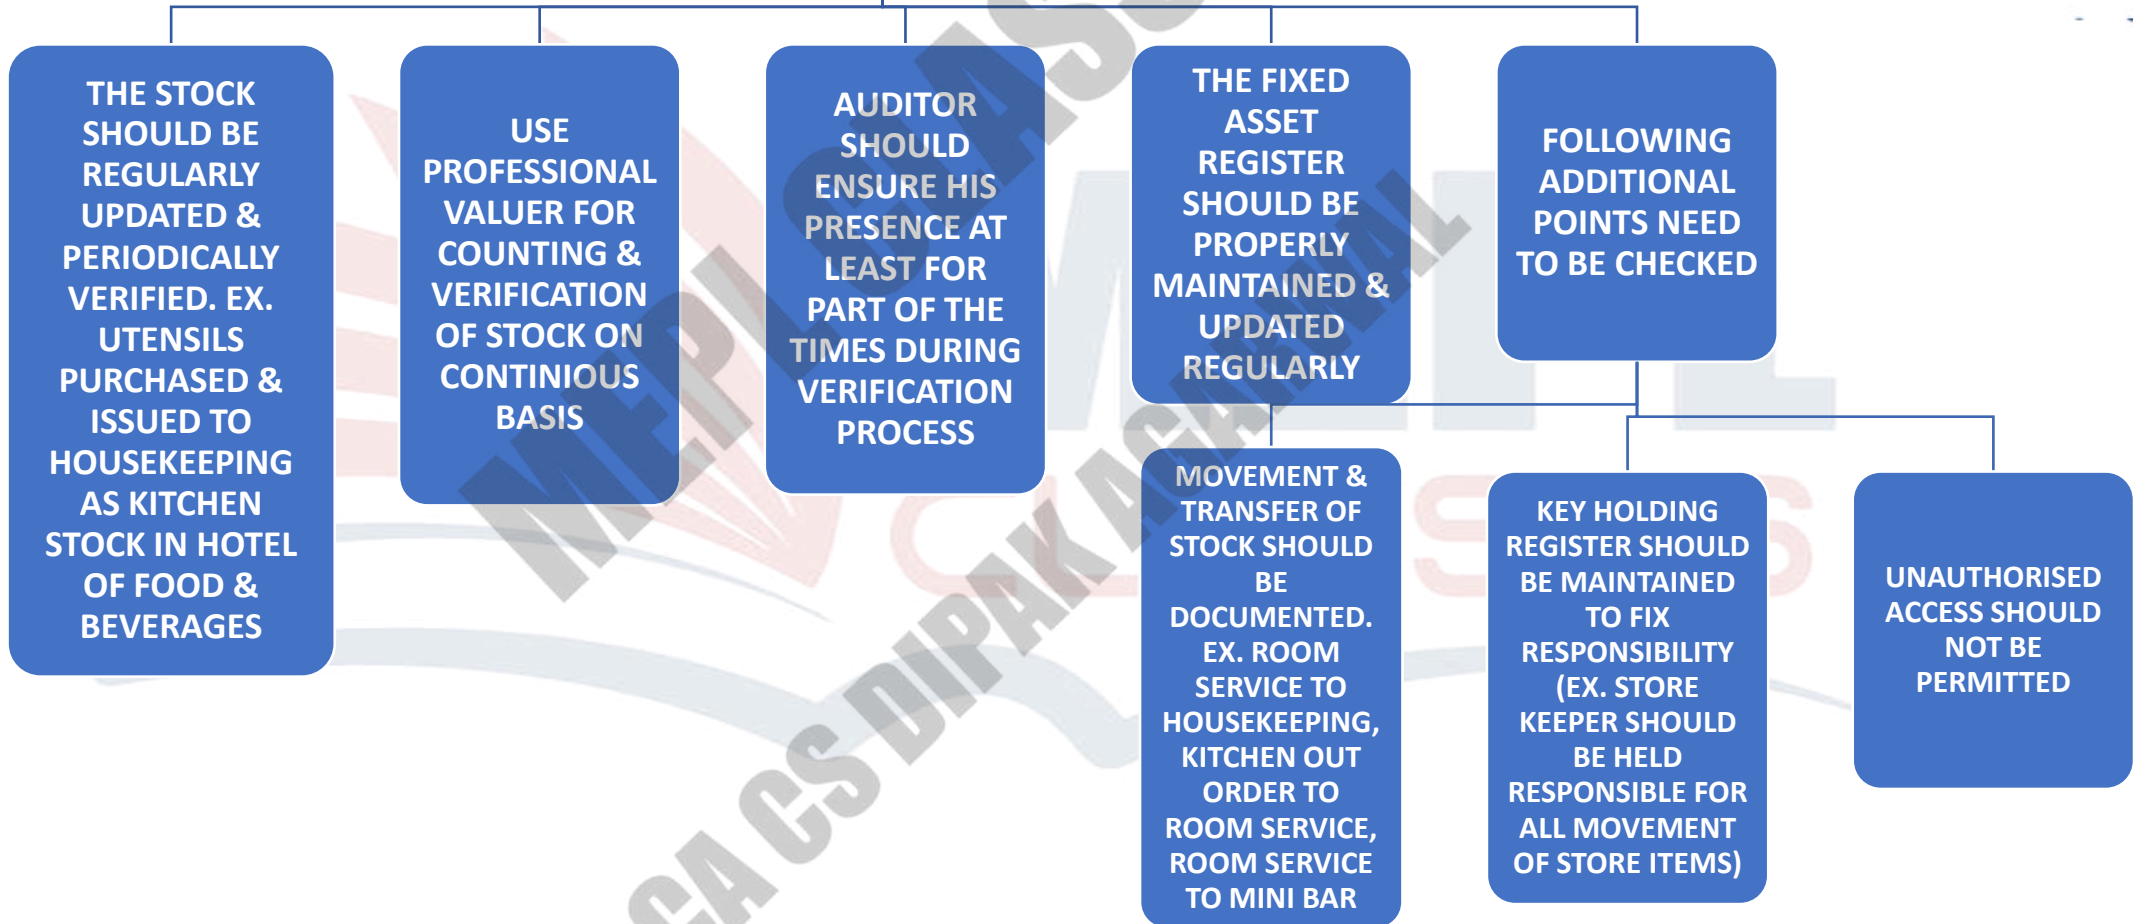 THE STOCK
SHOULD BE
REGULARLY
UPDATED &
PERIODICALLY
VERIFIED. EX.
UTENSILS
PURCHASED &
ISSUED TO
HOUSEKEEPING
AS KITCHEN
STOCK IN HOTEL
OF FOOD &
BEVERAGES
USE
PROFESSIONAL
VALUER FOR
COUNTING &
VERIFICATION
OF STOCK ON
CONTINIOUS
BASIS
AUDITOR
SHOULD
ENSURE HIS
PRESENCE AT
LEAST FOR
PART OF THE
TIMES DURING
VERIFICATION
PROCESS
THE FIXED
ASSET
REGISTER
SHOULD BE
PROPERLY
MAINTAINED &
UPDATED
REGULARLY
FOLLOWING
ADDITIONAL
POINTS NEED
TO BE CHECKED
MOVEMENT &
TRANSFER OF
STOCK SHOULD
BE
DOCUMENTED.
EX. ROOM
SERVICE TO
HOUSEKEEPING,
KITCHEN OUT
ORDER TO
ROOM SERVICE,
ROOM SERVICE
TO MINI BAR
KEY HOLDING
REGISTER SHOULD
BE MAINTAINED
TO FIX
RESPONSIBILITY
(EX. STORE
KEEPER SHOULD
BE HELD
RESPONSIBLE FOR
ALL MOVEMENT
OF STORE ITEMS)
UNAUTHORISED
ACCESS SHOULD
NOT BE
PERMITTED
MEPL CLASS
CA CS DIPAK AGARWAL